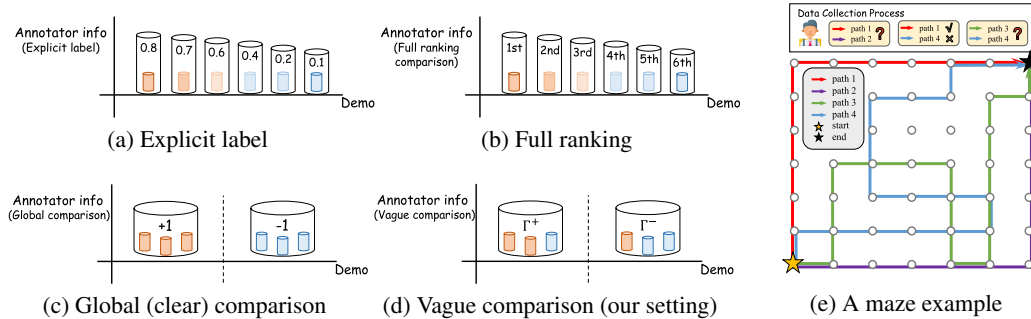 Annotator info
(Explicit label)
0.8
0.7
0.6
0.4
0.2
0.1
Demo
(a) Explicit label
Annotator info
(Full ranking
comparison)
1st
2nd
3rd
4th
5th
6th
Demo
(b) Full ranking
Annotator info
(Global comparison)
+1
-1
Demo
(c) Global (clear) comparison
Annotator info
(Vague comparison)
Γ⁺
Γ⁻
Demo
(d) Vague comparison (our setting)
Data Collection Process
path 1
path 2
?
path 1 ✓
path 4 ✖
path 3
path 4
?
path 1
path 2
path 3
path 4
start
end
(e) A maze example